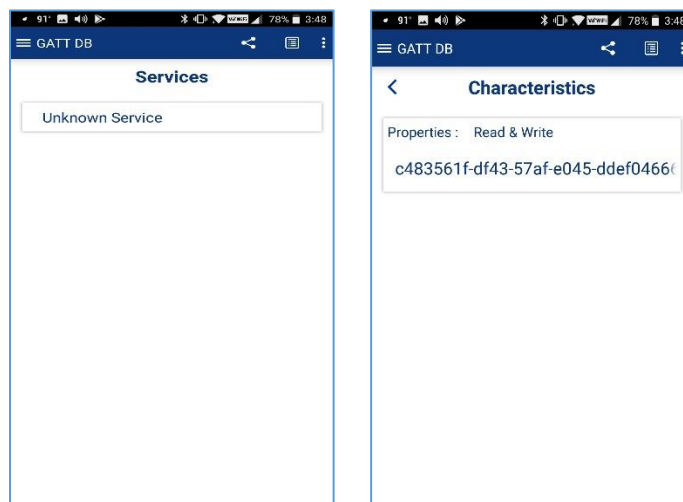 91° 78% 3:48
GATT DB
Services
Unknown Service
91° 78% 3:48
GATT DB
Characteristics
Properties : Read & Write
c483561f-df43-57af-e045-ddef0466